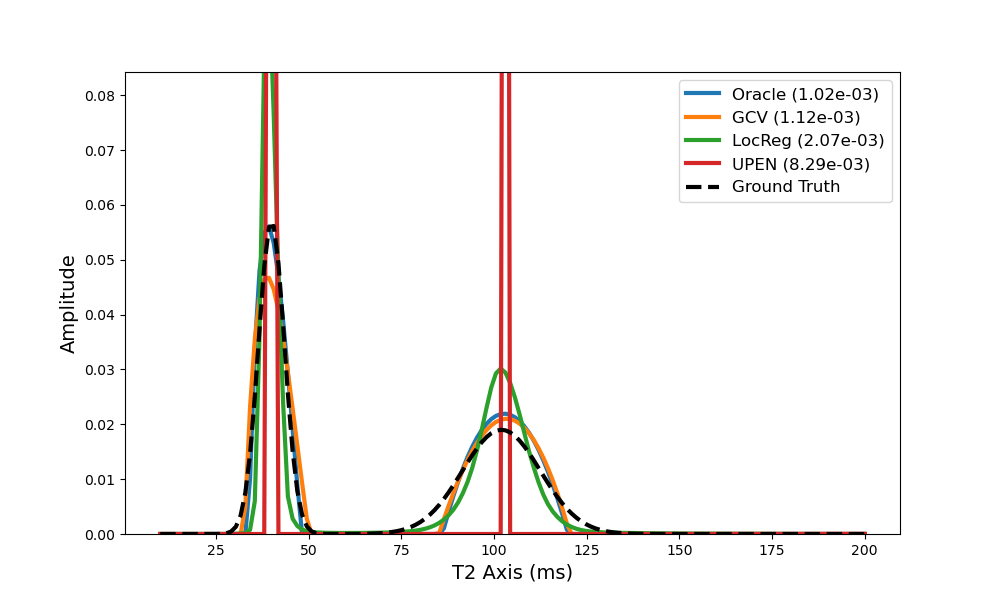 0.08
0.07
0.06
0.05
0.04
0.03
0.02
0.01
0.00
Amplitude
Oracle (1.02e-03)
GCV (1.12e-03)
LocReg (2.07e-03)
UPEN (8.29e-03)
Ground Truth
25 50 75 100 125 150 175 200
T2 Axis (ms)